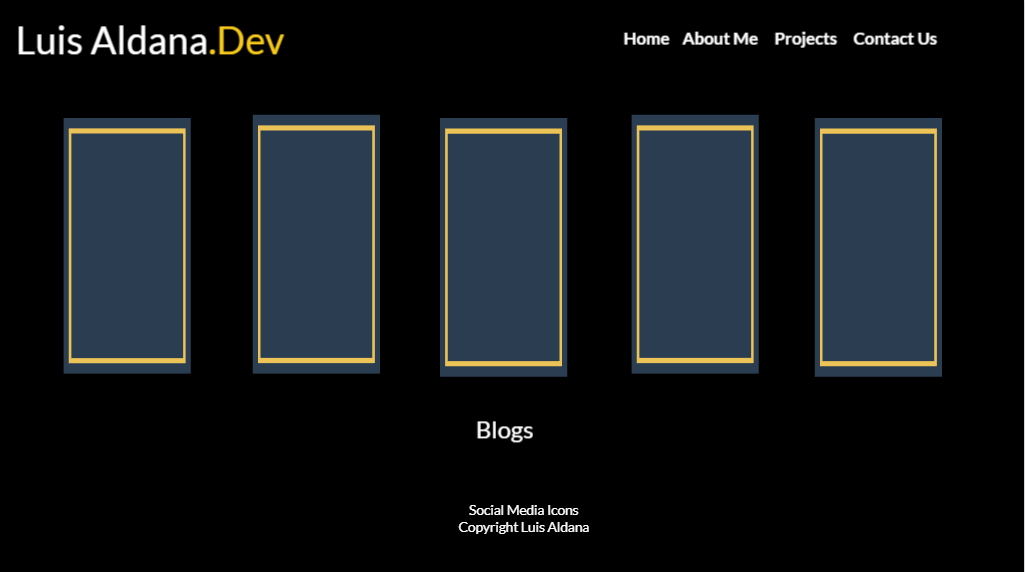 Luis Aldana.Dev
Home About Me Projects Contact Us
Blogs
Social Media Icons
Copyright Luis Aldana